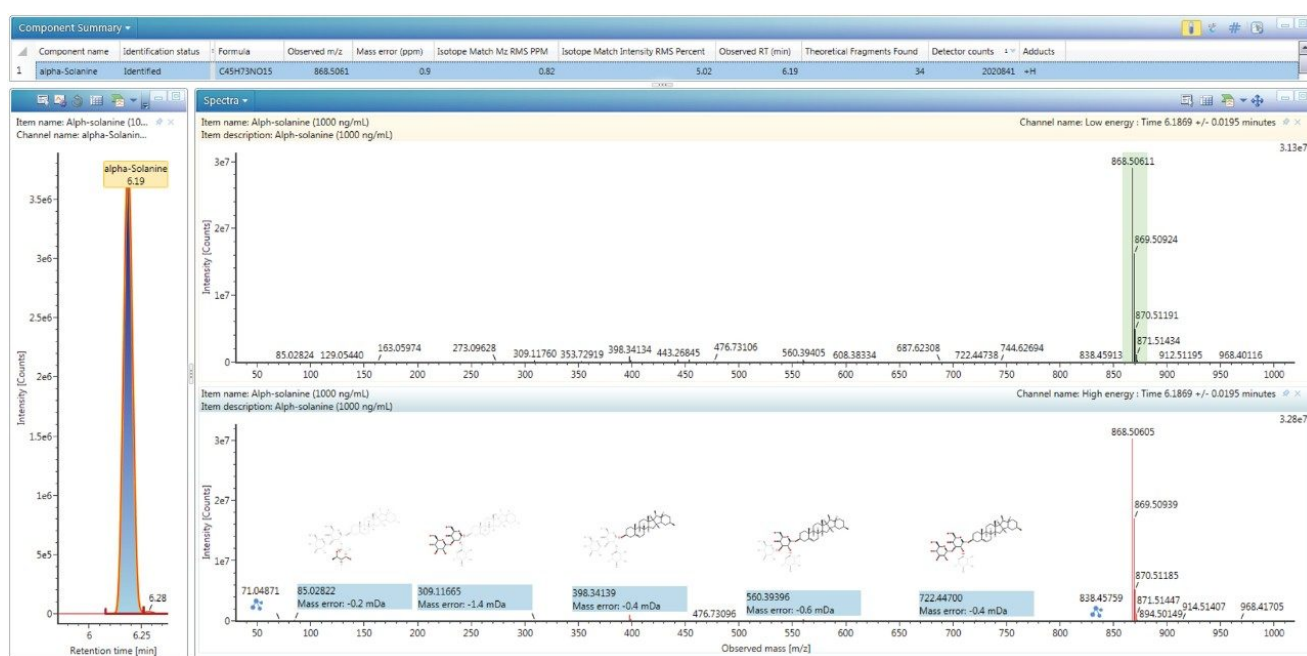 Component Summary
Component name Identification status Formula Observed m/z Mass error (ppm) Isotope Match Mz RMS PPM Isotope Match Intensity RMS Percent Observed RT (min) Theoretical Fragments Found Detector counts Adducts
1 alpha-Solanine Identified C45H73NO15 868.5061 0.9 0.82 5.02 6.19 34 2020841 +H
Item name: Alph-solanine (10...
Channel name: alpha-Solanin...
alpha-Solanine
6.19
3.5e6
3e6
2.5e6
2e6
1.5e6
1e6
5e5
0
6.28
6 6.25
Intensity [Counts]
Retention time [min]
Spectra
Item name: Alph-solanine (1000 ng/mL) Channel name: Low energy : Time 6.1869 +/- 0.0195 minutes
Item description: Alph-solanine (1000 ng/mL)
3.13e7
3e7
2e7
1e7
0
Intensity [Counts]
868.50611
869.50924
870.51191
871.51434
85.02824 129.05440 163.05974 273.09628 309.11760 353.72919 398.34134 443.26845 476.73106 560.39405 608.38334 687.62308 722.44738 744.62694 838.45913 912.51195 968.40116
50 100 150 200 250 300 350 400 450 500 550 600 650 700 750 800 850 900 950 1000
Item name: Alph-solanine (1000 ng/mL) Channel name: High energy : Time 6.1869 +/- 0.0195 minutes
Item description: Alph-solanine (1000 ng/mL)
3.28e7
3e7
2e7
1e7
0
Intensity [Counts]
868.50605
869.50939
870.51185
871.51447
894.50149
914.51407
968.41705
71.04871
85.02822
Mass error: -0.2 mDa
309.11665
Mass error: -1.4 mDa
398.34139
Mass error: -0.4 mDa
476.73096
560.39396
Mass error: -0.6 mDa
722.44700
Mass error: -0.4 mDa
838.45759
50 100 150 200 250 300 350 400 450 500 550 600 650 700 750 800 850 900 950 1000
Observed mass [m/z]